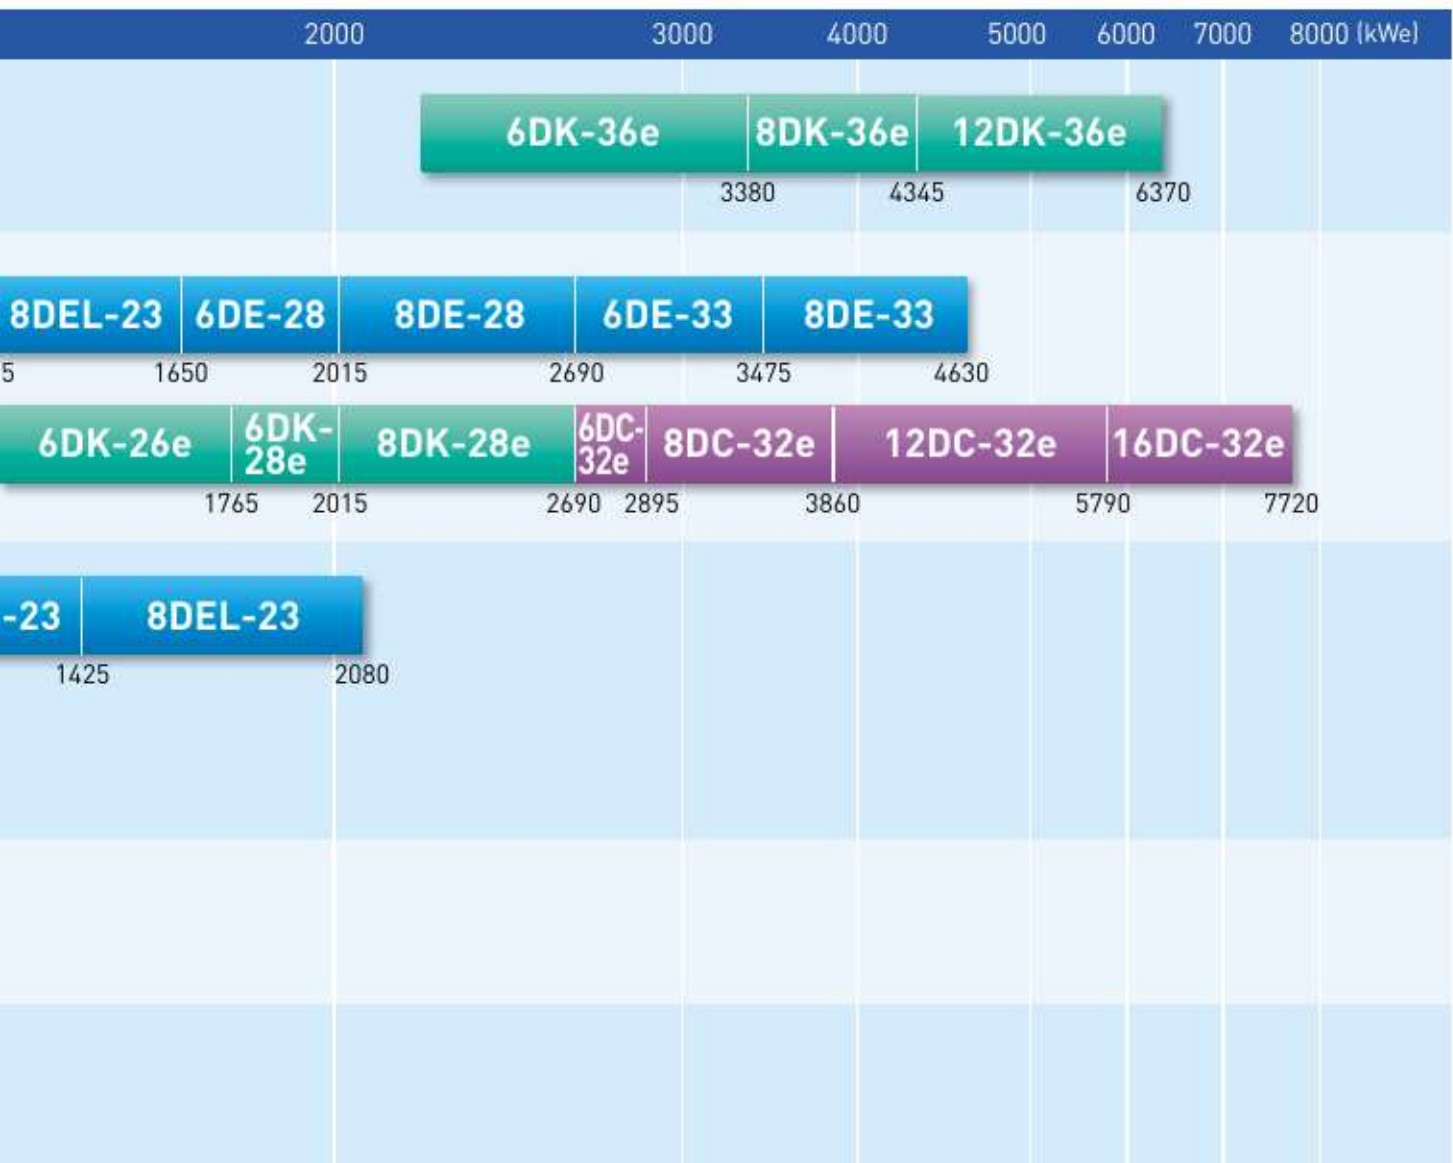 2000 3000 4000 5000 6000 7000 8000 (kWe)
6DK-36e 8DK-36e 12DK-36e
3380 4345 6370
8DEL-23 6DE-28 8DE-28 6DE-33 8DE-33
5 1650 2015 2690 3475 4630
6DK-26e 6DK- 8DK-28e 6DC- 8DC-32e 12DC-32e 16DC-32e
28e 32e
1765 2015 2690 2895 3860 5790 7720
-23 8DEL-23
1425 2080